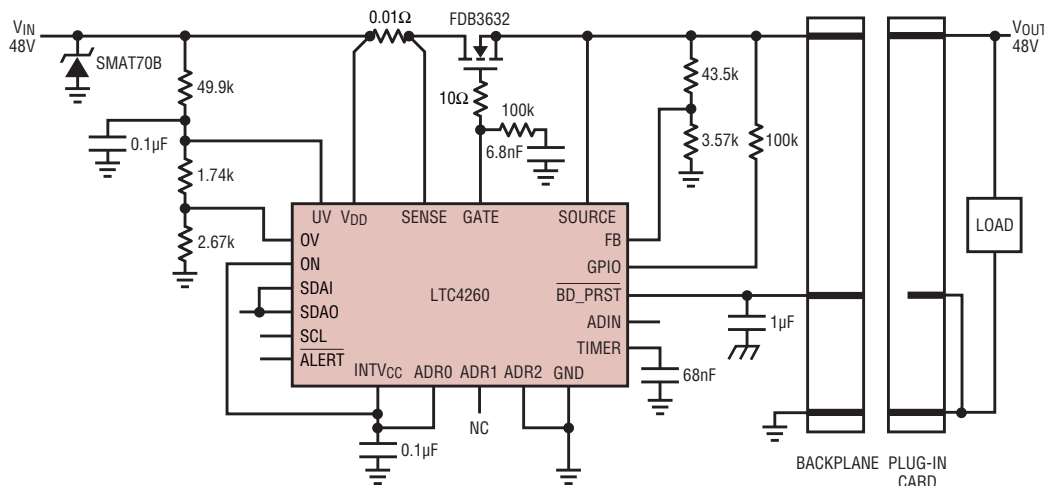 VIN
48V
SMAT70B
49.9k
0.1µF
1.74k
2.67k
0.01Ω
FDB3632
10Ω
100k
6.8nF
43.5k
3.57k
100k
VOUT
48V
LOAD
UV VDD SENSE GATE SOURCE
OV
ON
SDAI
SDAO
SCL
ALERT
LTC4260
FB
GPIO
BD_PRST
ADIN
TIMER
INTVCC ADR0 ADR1 ADR2 GND
1µF
68nF
NC
0.1µF
BACKPLANE
PLUG-IN
CARD